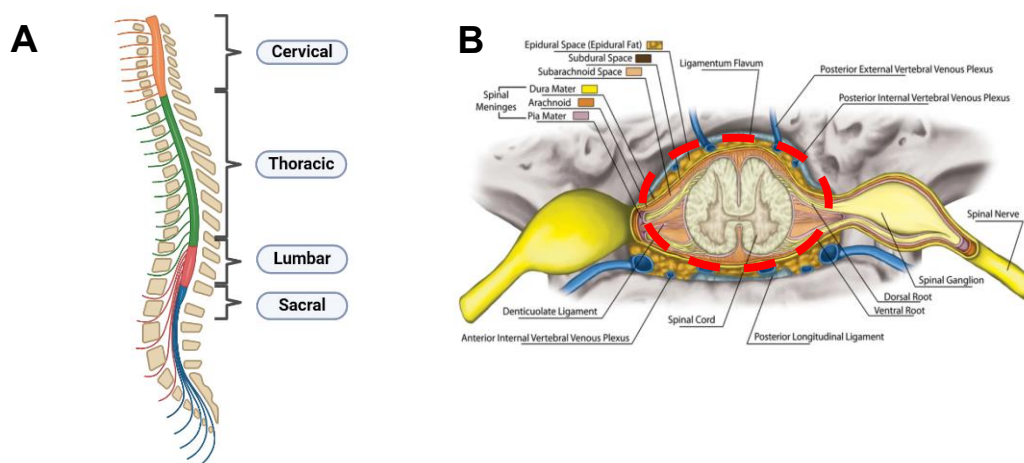 A
Cervical
Thoracic
Lumbar
Sacral
B
Epidural Space (Epidural Fat)
Subdural Space
Subarachnoid Space
Dura Mater
Spinal
Meninges
Arachnoid
Pia Mater
Ligamentum Flavum
Posterior External Vertebral Venous Plexus
Posterior Internal Vertebral Venous Plexus
Spinal Nerve
Spinal Ganglion
Dorsal Root
Ventral Root
Denticuolate Ligament
Spinal Cord
Anterior Internal Vertebral Venous Plexus
Posterior Longitudinal Ligament